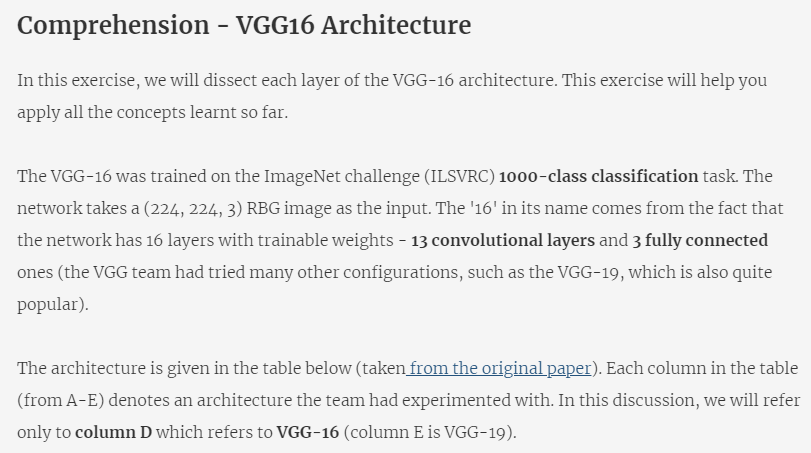 Comprehension - VGG16 Architecture
In this exercise, we will dissect each layer of the VGG-16 architecture. This exercise will help you
apply all the concepts learnt so far.
The VGG-16 was trained on the ImageNet challenge (ILSVRC) 1000-class classification task. The
network takes a (224, 224, 3) RBG image as the input. The '16' in its name comes from the fact that
the network has 16 layers with trainable weights - 13 convolutional layers and 3 fully connected
ones (the VGG team had tried many other configurations, such as the VGG-19, which is also quite
popular).
The architecture is given in the table below (taken from the original paper). Each column in the table
(from A-E) denotes an architecture the team had experimented with. In this discussion, we will refer
only to column D which refers to VGG-16 (column E is VGG-19).